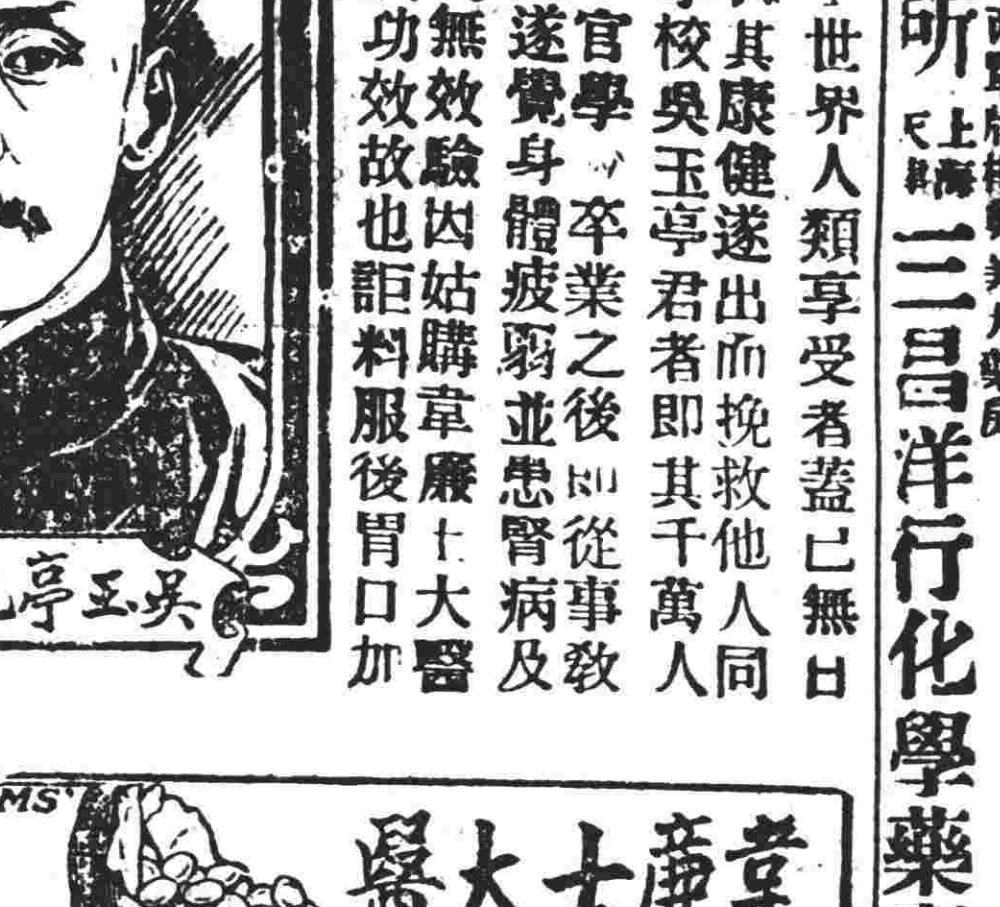 昌洋行化學藥
上海
世界人類享受者蓋已無日
其康健遂出而挽救他人同
校吳玉亭君者即其千萬人
官學 卒業之後 從事教
遂覺身體疲弱並患腎病及
無效驗因姑購韋廉士大醫
功效故也詎料服後胃口加
吳玉亭
韋廉士大醫
MS'